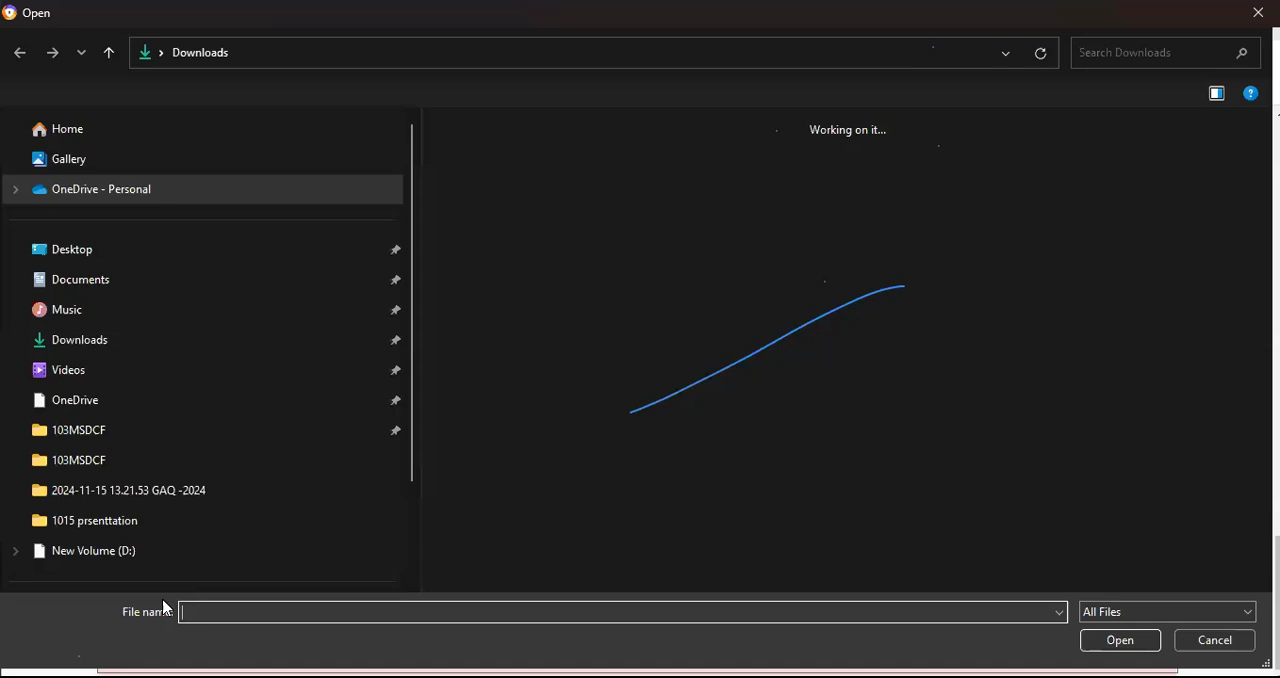 Open
Downloads
Search Downloads
Home
Gallery
OneDrive - Personal
Working on it...
Desktop
Documents
Music
Downloads
Videos
OneDrive
103MSDCF
103MSDCF
2024-11-15 13.21.53 GAQ -2024
1015 prsenttation
New Volume (D:)
File name:
All Files
Open
Cancel